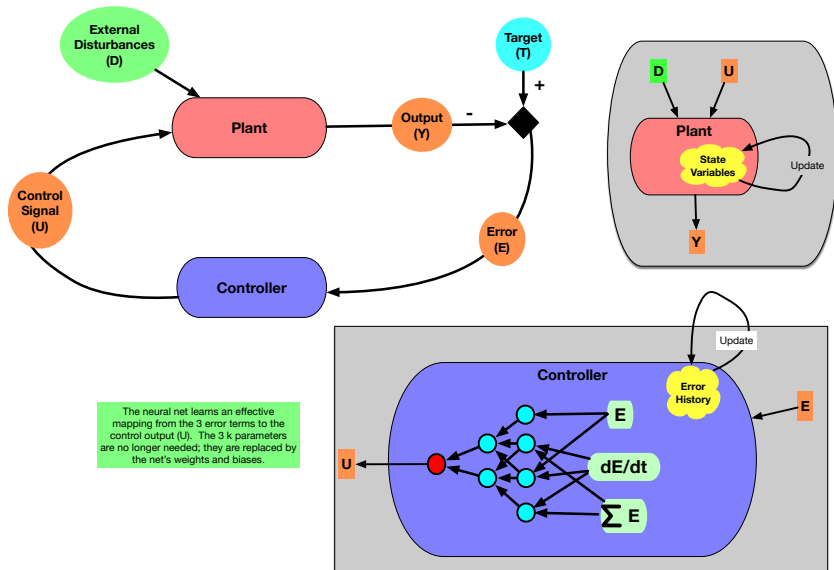 External
Disturbances
(D)
Target
(T)
+
Plant
Output
(Y)
-
Control
Signal
(U)
Error
(E)
Controller
D
U
Plant
State
Variables
Update
Y
Update
Controller
Error
History
E
E
dE/dt
∑ E
U
The neural net learns an effective
mapping from the 3 error terms to the
control output (U).  The 3 k parameters
are no longer needed; they are replaced by
the net's weights and biases.